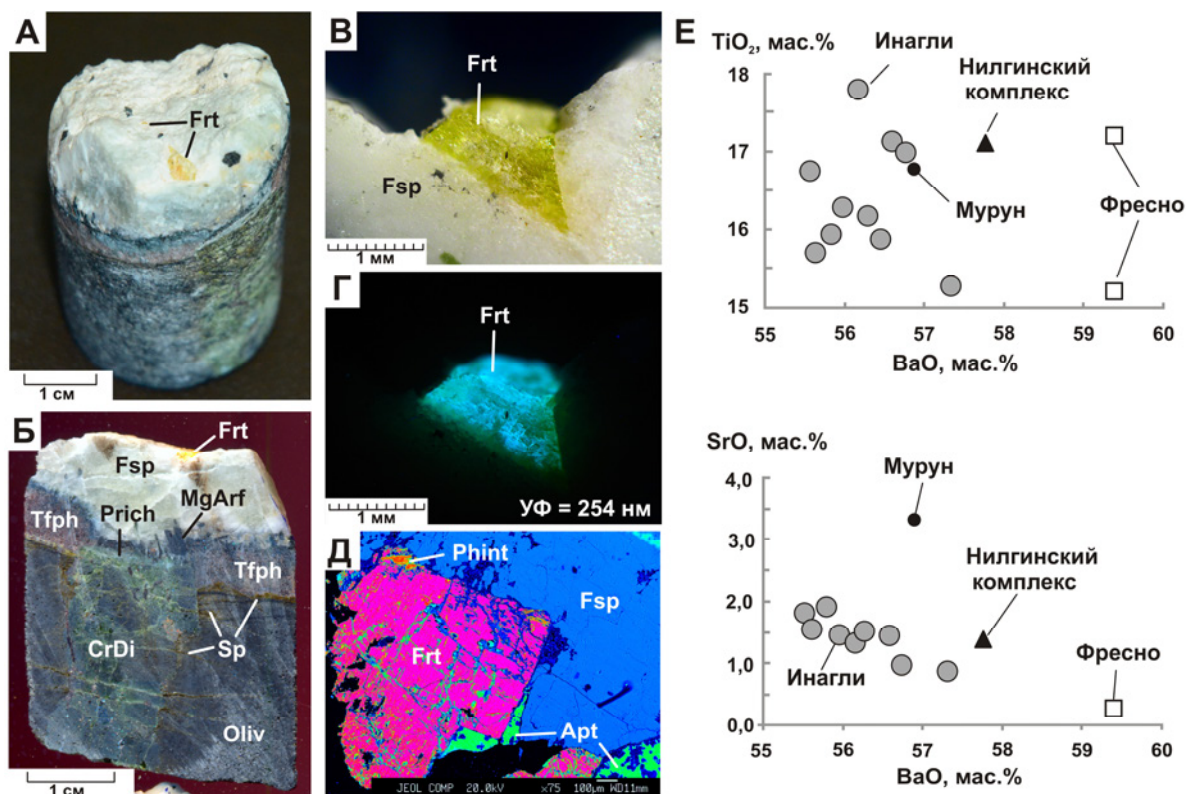 А
Frt
1 см
Б
Frt
Fsp
MgArf
Tfph
Prich
Tfph
CrDi
Sp
Oliv
1 см
В
Frt
Fsp
1 мм
Г
Frt
УФ = 254 нм
1 мм
Д
Phint
Fsp
Frt
Apt
JEOL COMP 20.0kV ×75 100µm WD11mm
Е
TiO₂, мас.%
Инагли
Нилгинский
комплекс
18
17
Мурун
Фресно
16
15
55 56 57 58 59 60
BaO, мас.%
SrO, мас.%
Мурун
4,0
3,0
Нилгинский
комплекс
2,0
Фресно
1,0
Инагли
0,0
55 56 57 58 59 60
BaO, мас.%